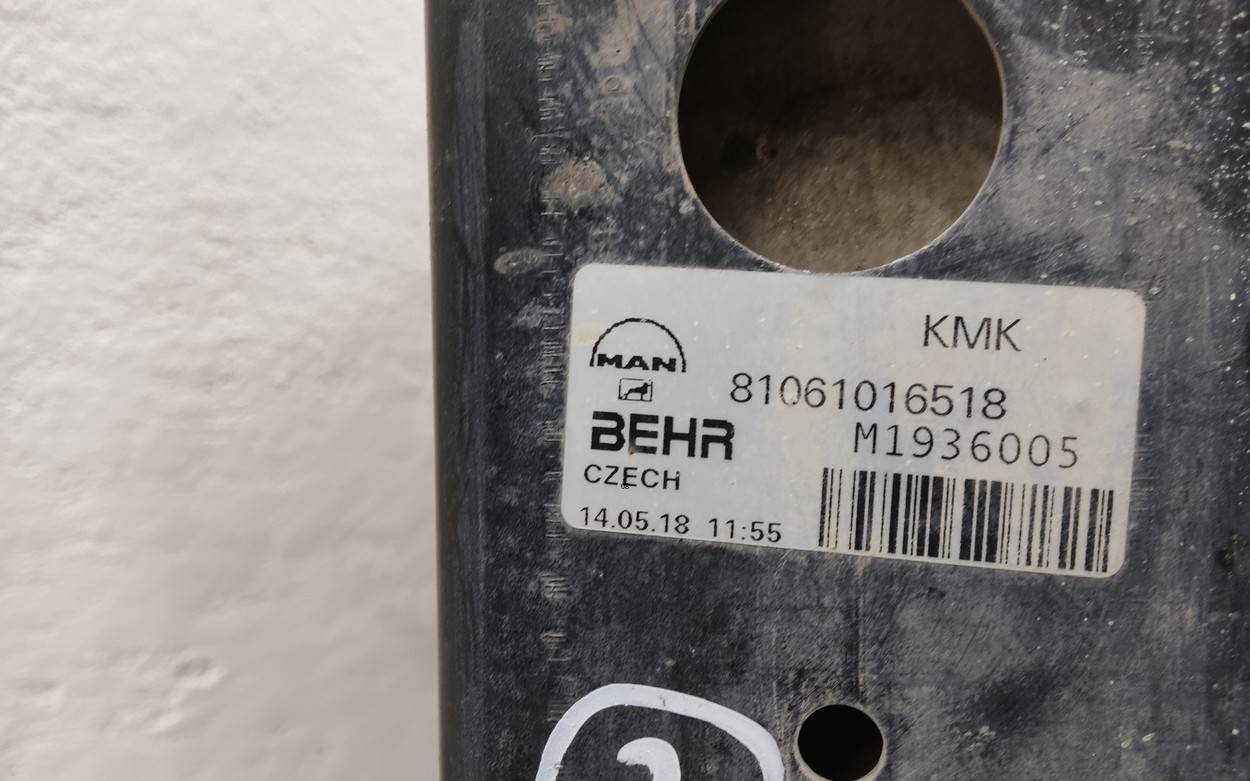 KMK
MAN
81061016518
BEHR
M1936005
CZECH
14.05.18 11:55